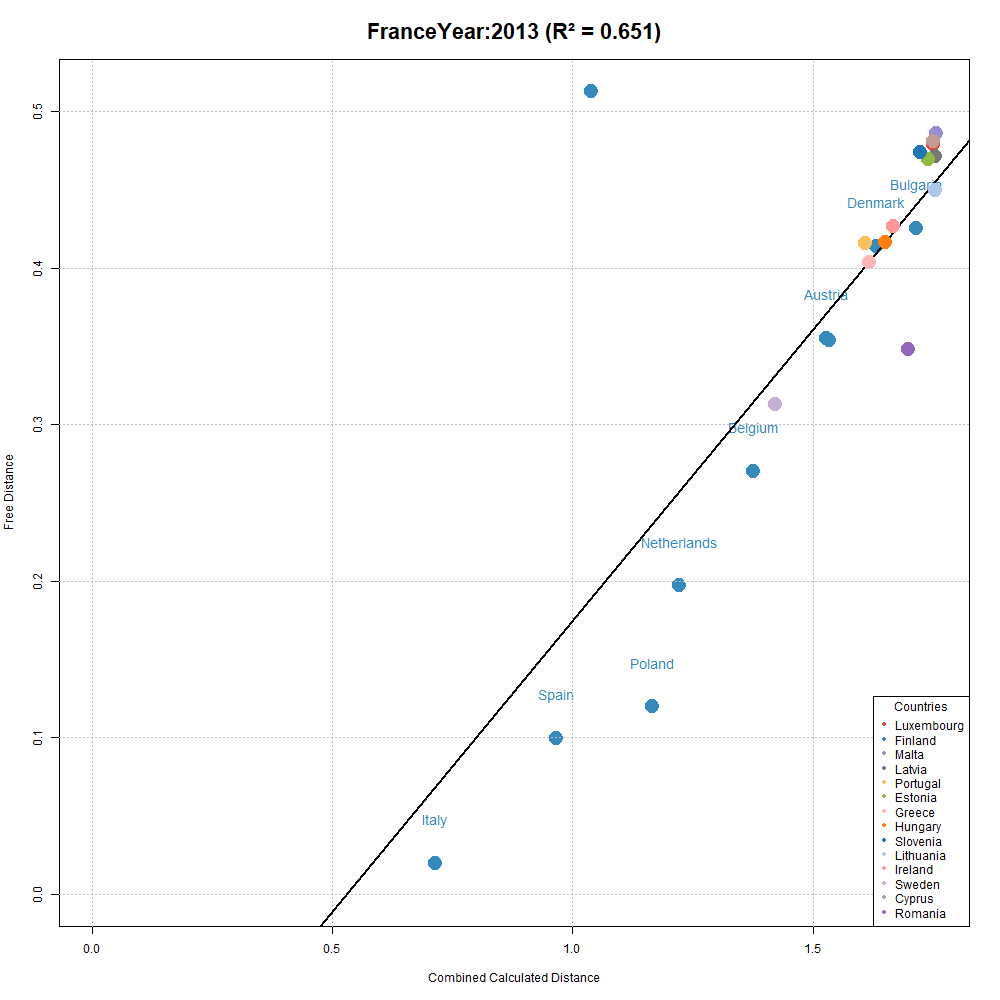 FranceYear:2013 (R² = 0.651)
0.5
Bulgaria
Denmark
0.4
Austria
0.3
Belgium
Free Distance
Netherlands
0.2
Poland
Spain
0.1
Italy
0.0
Countries
Luxembourg
Finland
Malta
Latvia
Portugal
Estonia
Greece
Hungary
Slovenia
Lithuania
Ireland
Sweden
Cyprus
Romania
0.0 0.5 1.0 1.5
Combined Calculated Distance